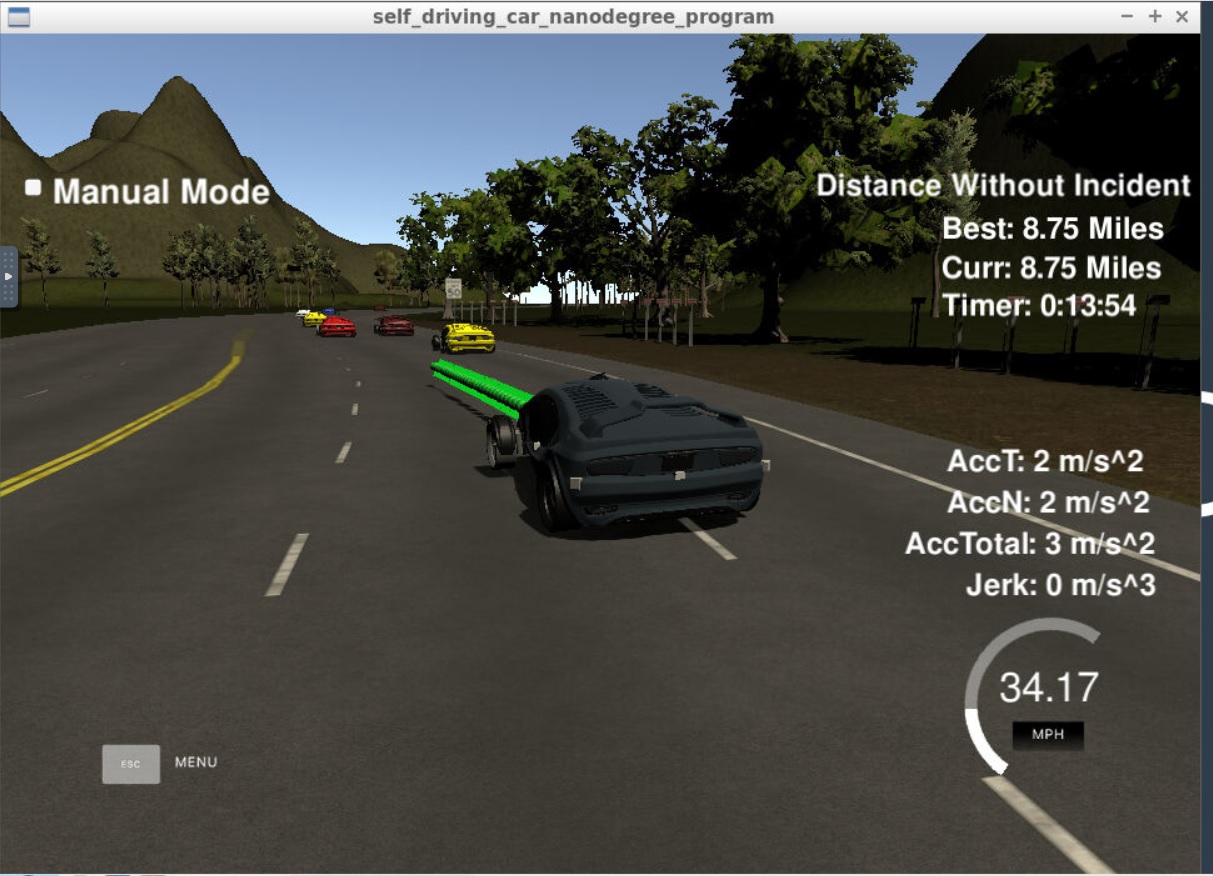 self_driving_car_nanodegree_program
Manual Mode
Distance Without Incident
Best: 8.75 Miles
Curr: 8.75 Miles
Timer: 0:13:54
50
AccT: 2 m/s^2
AccN: 2 m/s^2
AccTotal: 3 m/s^2
Jerk: 0 m/s^3
34.17
MPH
ESC MENU